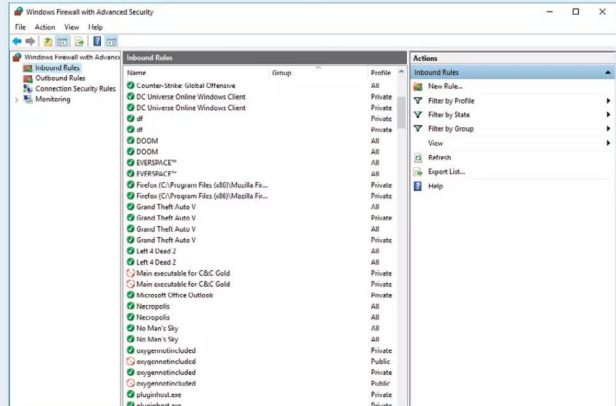 Windows Firewall with Advanced Security
File Action View Help
Windows Firewall with Advance
Inbound Rules
Outbound Rules
Connection Security Rules
Monitoring
Inbound Rules
Name Group Profile
Counter-Strike: Global Offensive All
DC Universe Online Windows Client Private
DC Universe Online Windows Client Private
df Private
df Private
DOOM All
DOOM All
EVERSPACE™ All
EVERSPACE™ All
Firefox (C:\Program Files (x86)\Mozilla Fir... Private
Firefox (C:\Program Files (x86)\Mozilla Fir... Private
Grand Theft Auto V All
Grand Theft Auto V Private
Grand Theft Auto V All
Grand Theft Auto V Private
Left 4 Dead 2 All
Left 4 Dead 2 All
Main executable for C&C Gold Private
Main executable for C&C Gold Private
Microsoft Office Outlook Private
Necropolis All
Necropolis All
No Man's Sky All
No Man's Sky All
oxygennotincluded Private
oxygennotincluded Public
oxygennotincluded Private
oxygennotincluded Public
pluginhost.exe Private
pluginhost.exe Private
Actions
Inbound Rules
New Rule...
Filter by Profile
Filter by State
Filter by Group
View
Refresh
Export List...
Help